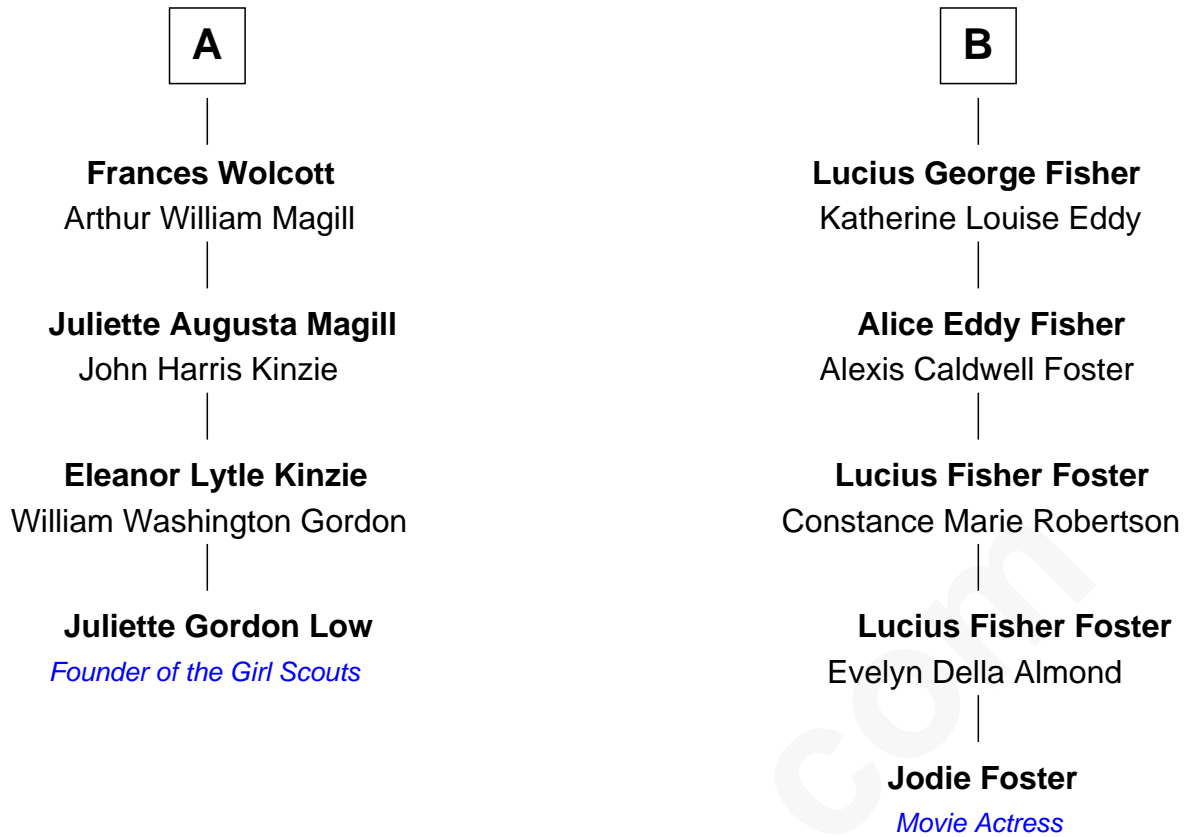 A
Frances Wolcott
Arthur William Magill
Juliette Augusta Magill
John Harris Kinzie
Eleanor Lytle Kinzie
William Washington Gordon
Juliette Gordon Low
Founder of the Girl Scouts
B
Lucius George Fisher
Katherine Louise Eddy
Alice Eddy Fisher
Alexis Caldwell Foster
Lucius Fisher Foster
Constance Marie Robertson
Lucius Fisher Foster
Evelyn Della Almond
Jodie Foster
Movie Actress
com